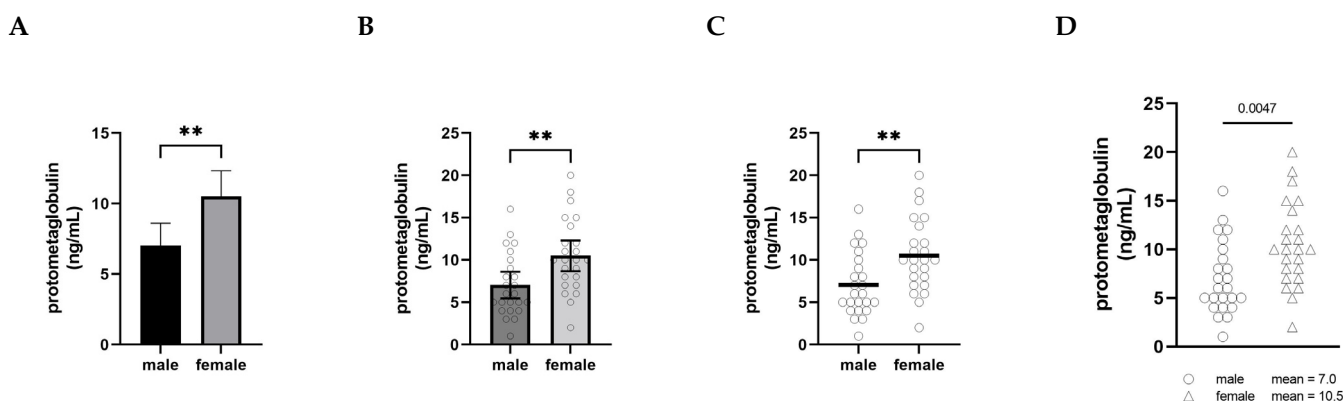 A
B
C
D
protometaglobulin
(ng/mL)
15
10
5
0
**
male
female
protometaglobulin
(ng/mL)
25
20
15
10
5
0
**
male
female
protometaglobulin
(ng/mL)
25
20
15
10
5
0
**
male
female
protometaglobulin
(ng/mL)
25
20
15
10
5
0
0.0047
male mean = 7.0
female mean = 10.5